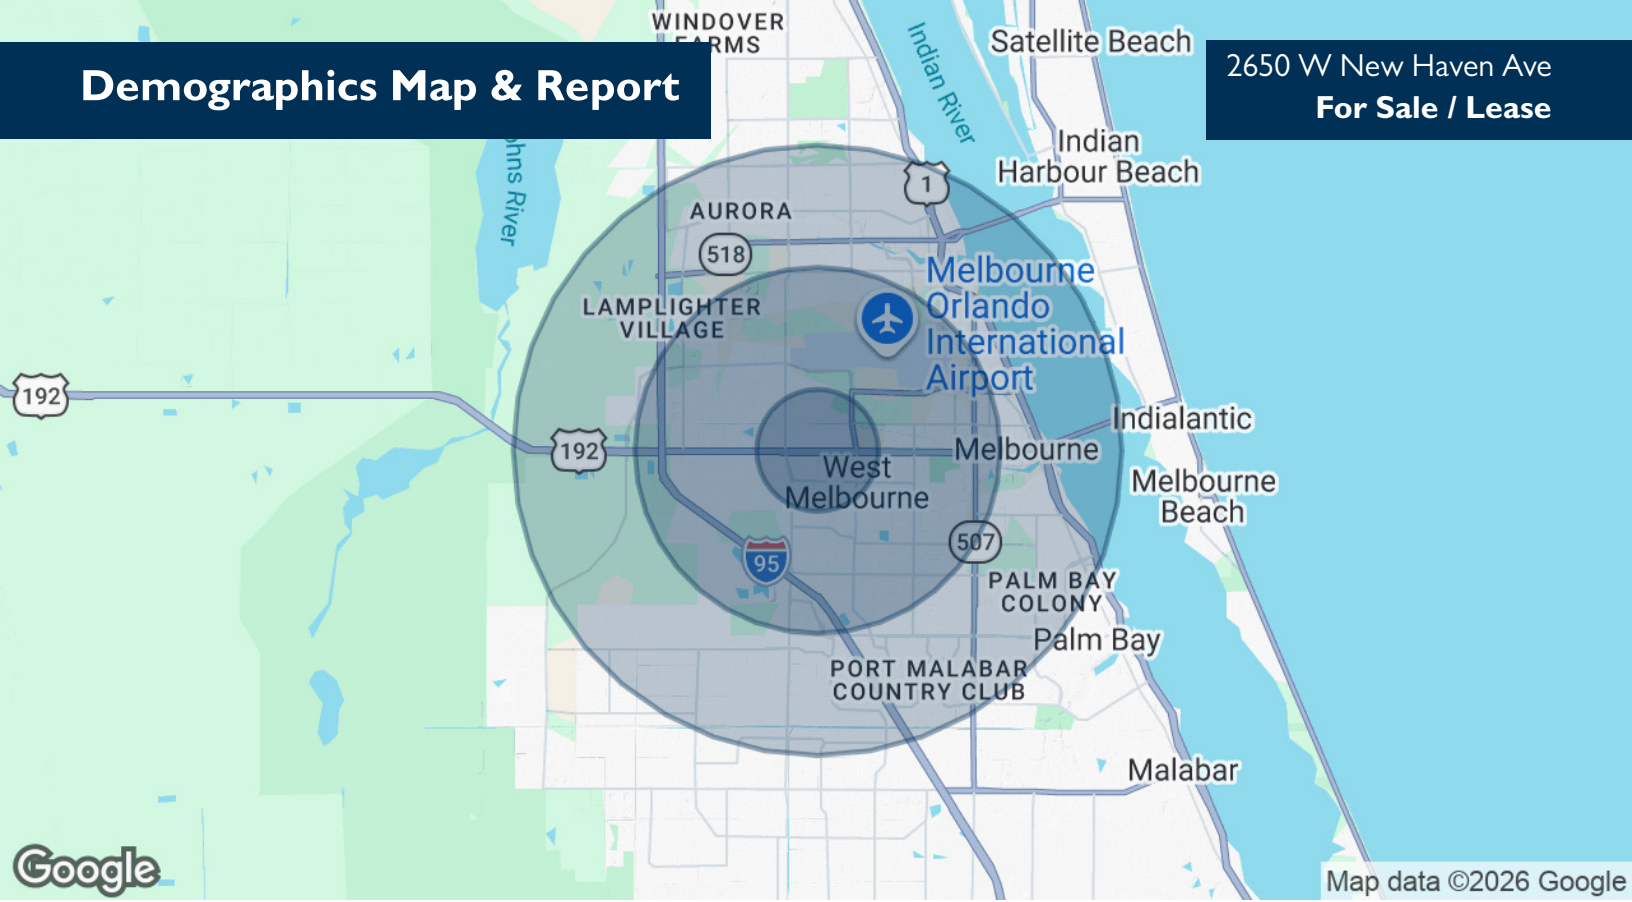 WINDOVER
FARMS
Demographics Map & Report
Indian River
Satellite Beach
2650 W New Haven Ave
For Sale / Lease
Indian
Harbour Beach
ohns River
1
AURORA
518
Melbourne
Orlando
International
Airport
LAMPLIGHTER
VILLAGE
192
192
Indialantic
Melbourne
West
Melbourne
Melbourne
Beach
507
95
PALM BAY
COLONY
Palm Bay
PORT MALABAR
COUNTRY CLUB
Malabar
Google
Map data ©2026 Google